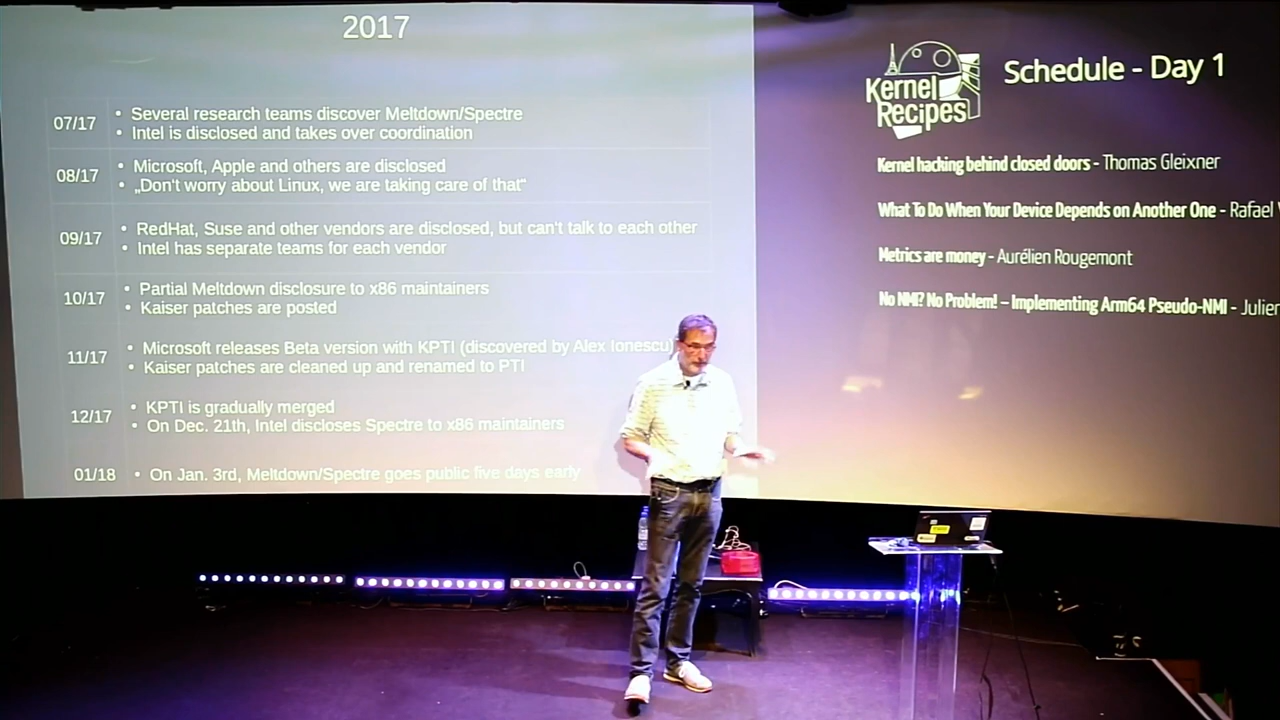 2017
07/17
• Several research teams discover Meltdown/Spectre
• Intel is disclosed and takes over coordination
08/17
• Microsoft, Apple and others are disclosed
• „Don't worry about Linux, we are taking care of that“
09/17
• RedHat, Suse and other vendors are disclosed, but can't talk to each other
• Intel has separate teams for each vendor
10/17
• Partial Meltdown disclosure to x86 maintainers
• Kaiser patches are posted
11/17
• Microsoft releases Beta version with KPTI (discovered by Alex Ionescu)
• Kaiser patches are cleaned up and renamed to PTI
12/17
• KPTI is gradually merged
• On Dec. 21th, Intel discloses Spectre to x86 maintainers
01/18
• On Jan. 3rd, Meltdown/Spectre goes public five days early
Kernel
Recipes
Schedule - Day 1
Kernel hacking behind closed doors - Thomas Gleixner
What To Do When Your Device Depends on Another One - Rafael
Metrics are money - Aurélien Rougemont
No NMI? No Problem! – Implementing Arm64 Pseudo-NMI - Julien